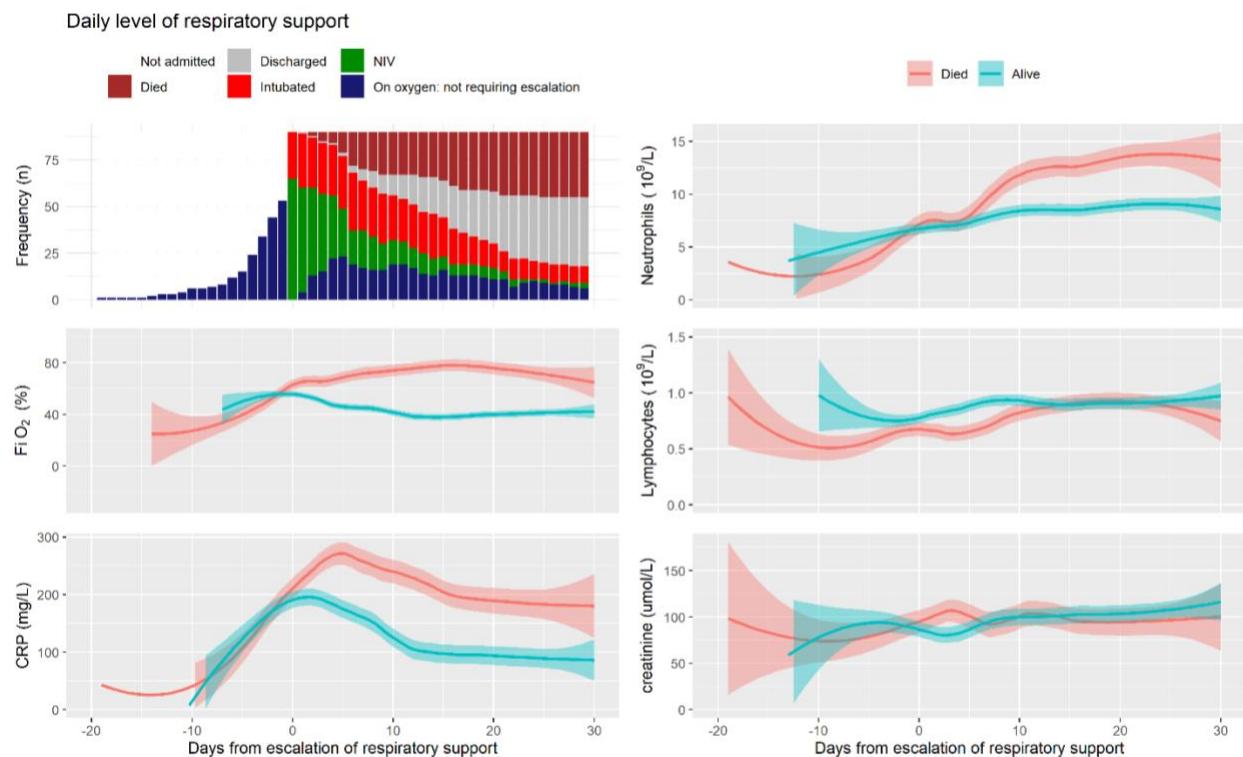 Daily level of respiratory support
Not admitted Discharged NIV
Died Intubated On oxygen: not requiring escalation
Died Alive
Frequency (n)
75
50
25
0
Neutrophils ( 10^9/L)
15
10
5
0
Fi O₂ (%)
80
40
0
Lymphocytes ( 10^9/L)
1.5
1.0
0.5
0.0
CRP (mg/L)
300
200
100
0
-20 -10 0 10 20 30
Days from escalation of respiratory support
creatinine (umol/L)
150
100
50
0
-20 -10 0 10 20 30
Days from escalation of respiratory support